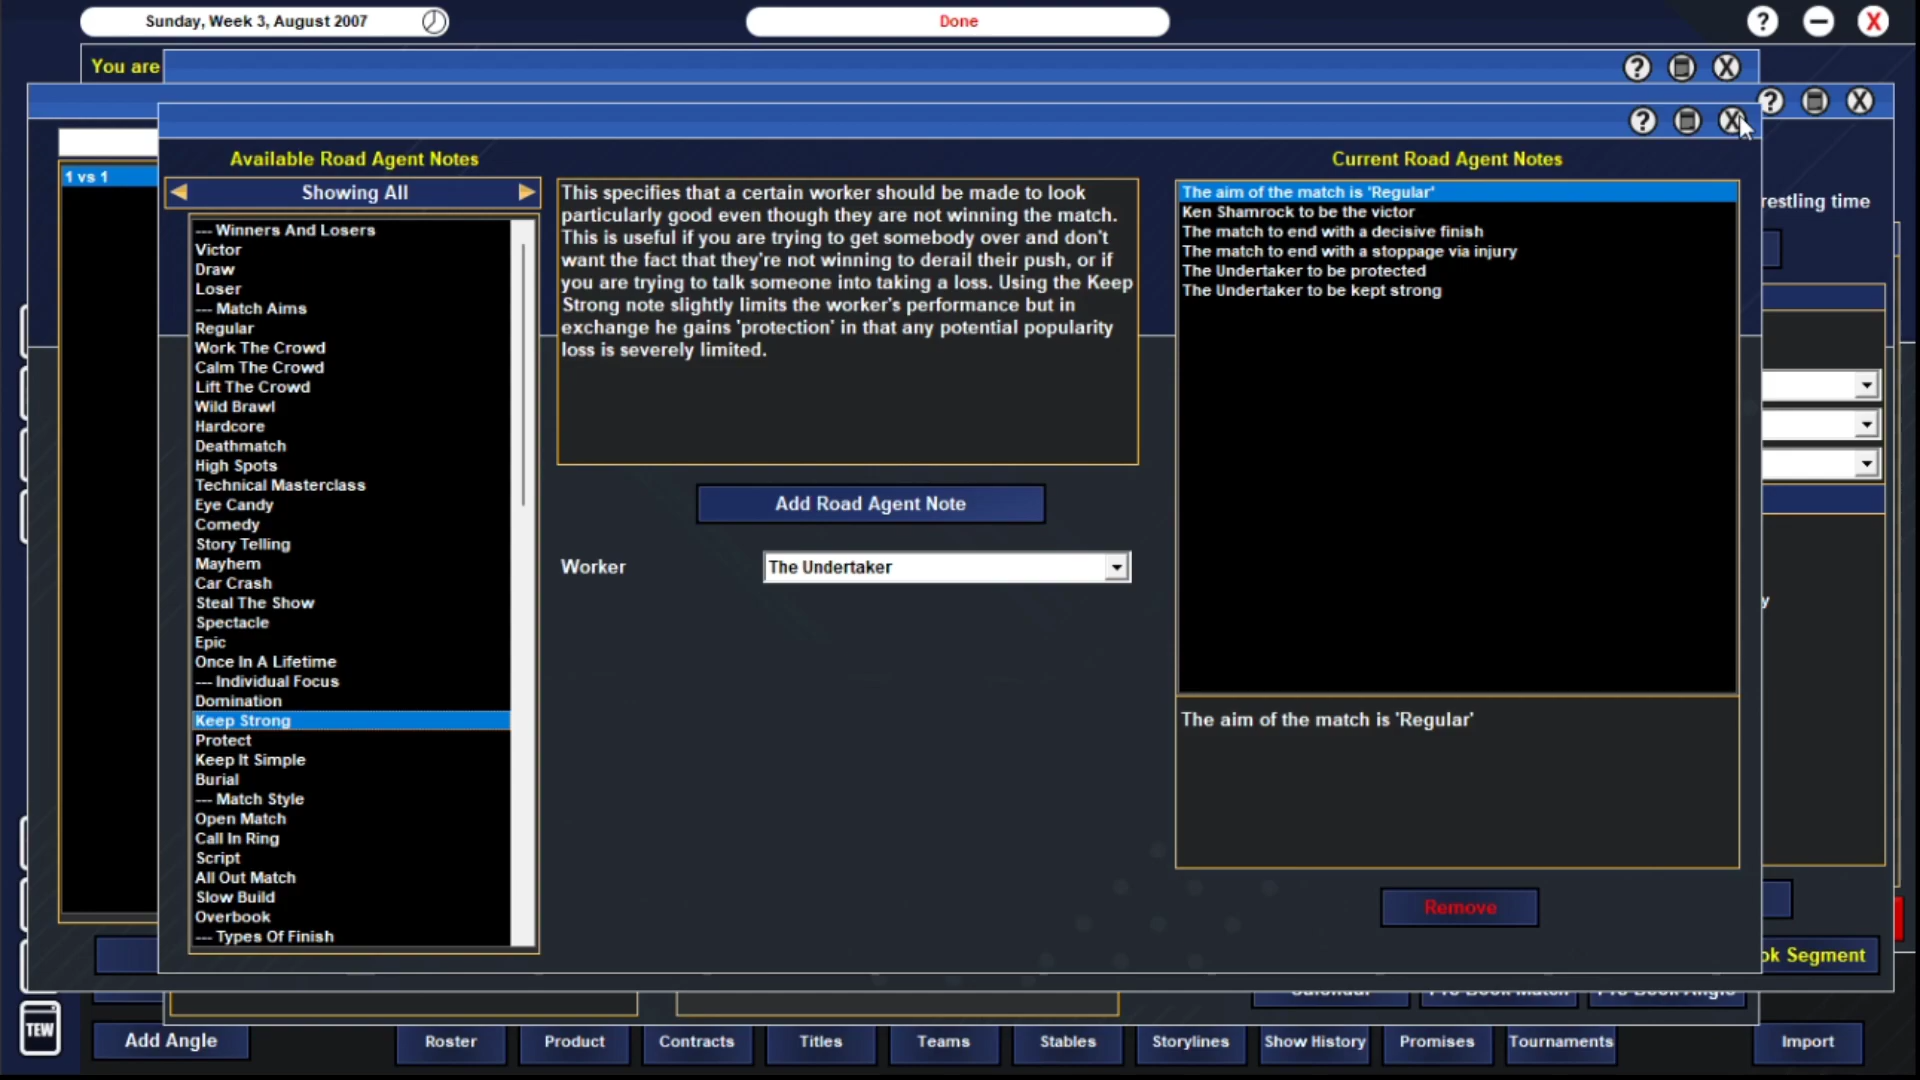 Sunday, Week 3, August 2007
Done
?
X
You are
?
X
?
X
?
X
Available Road Agent Notes
Current Road Agent Notes
1 vs 1
Showing All
--- Winners And Losers
Victor
Draw
Loser
--- Match Aims
Regular
Work The Crowd
Calm The Crowd
Lift The Crowd
Wild Brawl
Hardcore
Deathmatch
High Spots
Technical Masterclass
Eye Candy
Comedy
Story Telling
Mayhem
Car Crash
Steal The Show
Spectacle
Epic
Once In A Lifetime
--- Individual Focus
Domination
Keep Strong
Protect
Keep It Simple
Burial
--- Match Style
Open Match
Call In Ring
Script
All Out Match
Slow Build
Overbook
--- Types Of Finish
This specifies that a certain worker should be made to look
particularly good even though they are not winning the match.
This is useful if you are trying to get somebody over and don't
want the fact that they're not winning to derail their push, or if
you are trying to talk someone into taking a loss. Using the Keep
Strong note slightly limits the worker's performance but in
exchange he gains 'protection' in that any potential popularity
loss is severely limited.
Add Road Agent Note
Worker
The Undertaker
The aim of the match is 'Regular'
Ken Shamrock to be the victor
The match to end with a decisive finish
The match to end with a stoppage via injury
The Undertaker to be protected
The Undertaker to be kept strong
The aim of the match is 'Regular'
Remove
restling time
y
ok Segment
Calendar
Pre Book Match
Pre Book Angle
TEW
Add Angle
Roster
Product
Contracts
Titles
Teams
Stables
Storylines
Show History
Promises
Tournaments
Import